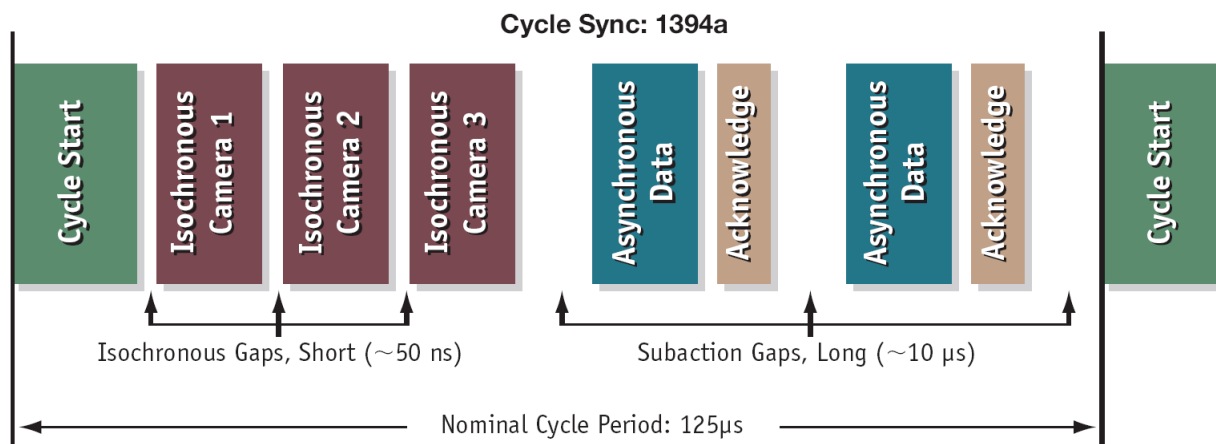 Cycle Sync: 1394a
Cycle Start
Isochronous
Camera 1
Isochronous
Camera 2
Isochronous
Camera 3
Asynchronous
Data
Acknowledge
Asynchronous
Data
Acknowledge
Cycle Start
Isochronous Gaps, Short (~50 ns)
Subaction Gaps, Long (~10 µs)
Nominal Cycle Period: 125µs